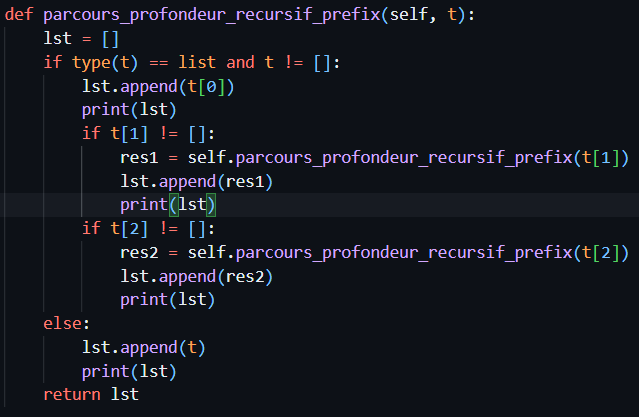 def parcours_profondeur_recursif_prefix(self, t):
    lst = []
    if type(t) == list and t != []:
        lst.append(t[0])
        print(lst)
        if t[1] != []:
            res1 = self.parcours_profondeur_recursif_prefix(t[1])
            lst.append(res1)
            print(lst)
        if t[2] != []:
            res2 = self.parcours_profondeur_recursif_prefix(t[2])
            lst.append(res2)
            print(lst)
    else:
        lst.append(t)
        print(lst)
    return lst